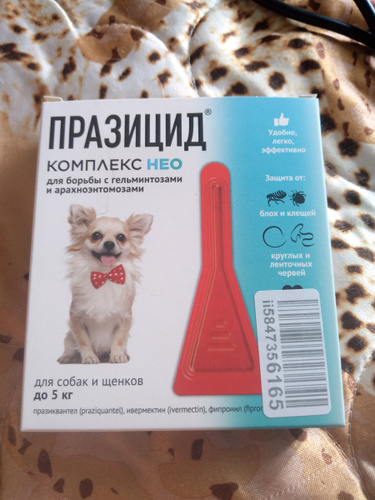 ПРАЗИЦИД®
КОМПЛЕКС НЕО
для борьбы с гельминтозами
и арахноэнтомозами
Удобно,
легко,
эффективно
Защита от:
блох и клещей
круглых и
ленточных
червей
ii5847356165
для собак и щенков
до 5 кг
празиквантел (praziquantel), ивермектин (ivermectin), фипронил